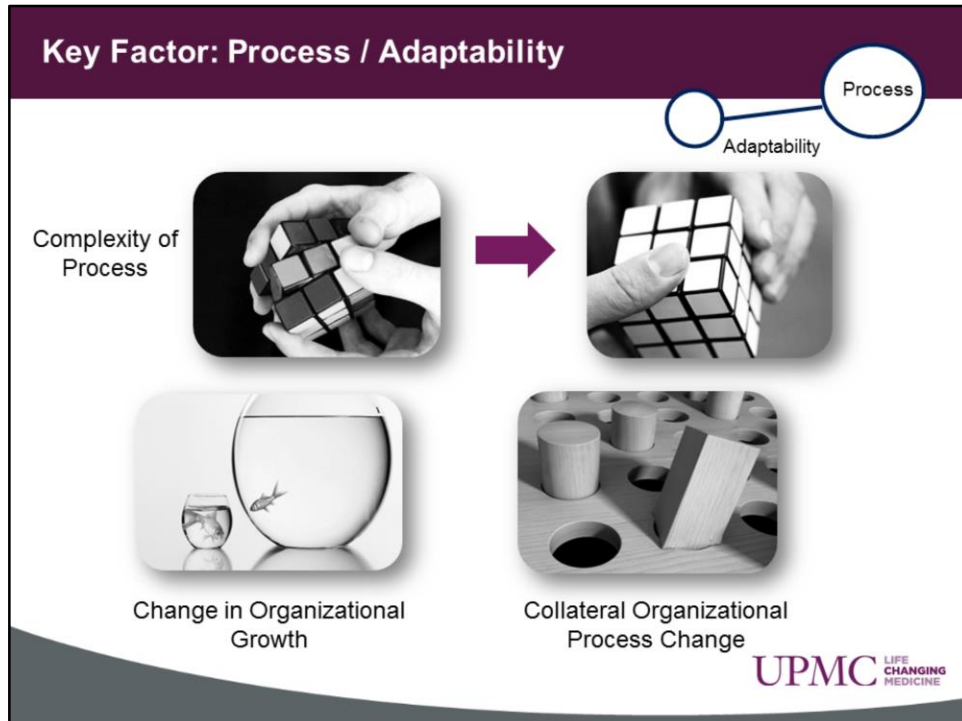 Key Factor: Process / Adaptability
Process
Adaptability
Complexity of
Process
Change in Organizational
Growth
Collateral Organizational
Process Change
UPMC LIFE
CHANGING
MEDICINE